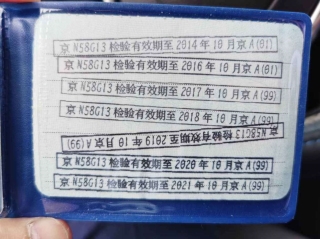 京 N58G13 检验有效期至 2014 年 10 月京 A(01)
京 N58G13 检验有效期至 2016 年 10 月京 A(01)
京 N58G13 检验有效期至 2017 年 10 月京 A(99)
京 N58G13 检验有效期至 2018 年 10 月京 A(99)
京 N58G13 检验有效期至 2019 年 10 月京 A(99)
京 N58G13 检验有效期至 2020 年 10 月京 A(99)
京 N58G13 检验有效期至 2021 年 10 月京 A(99)